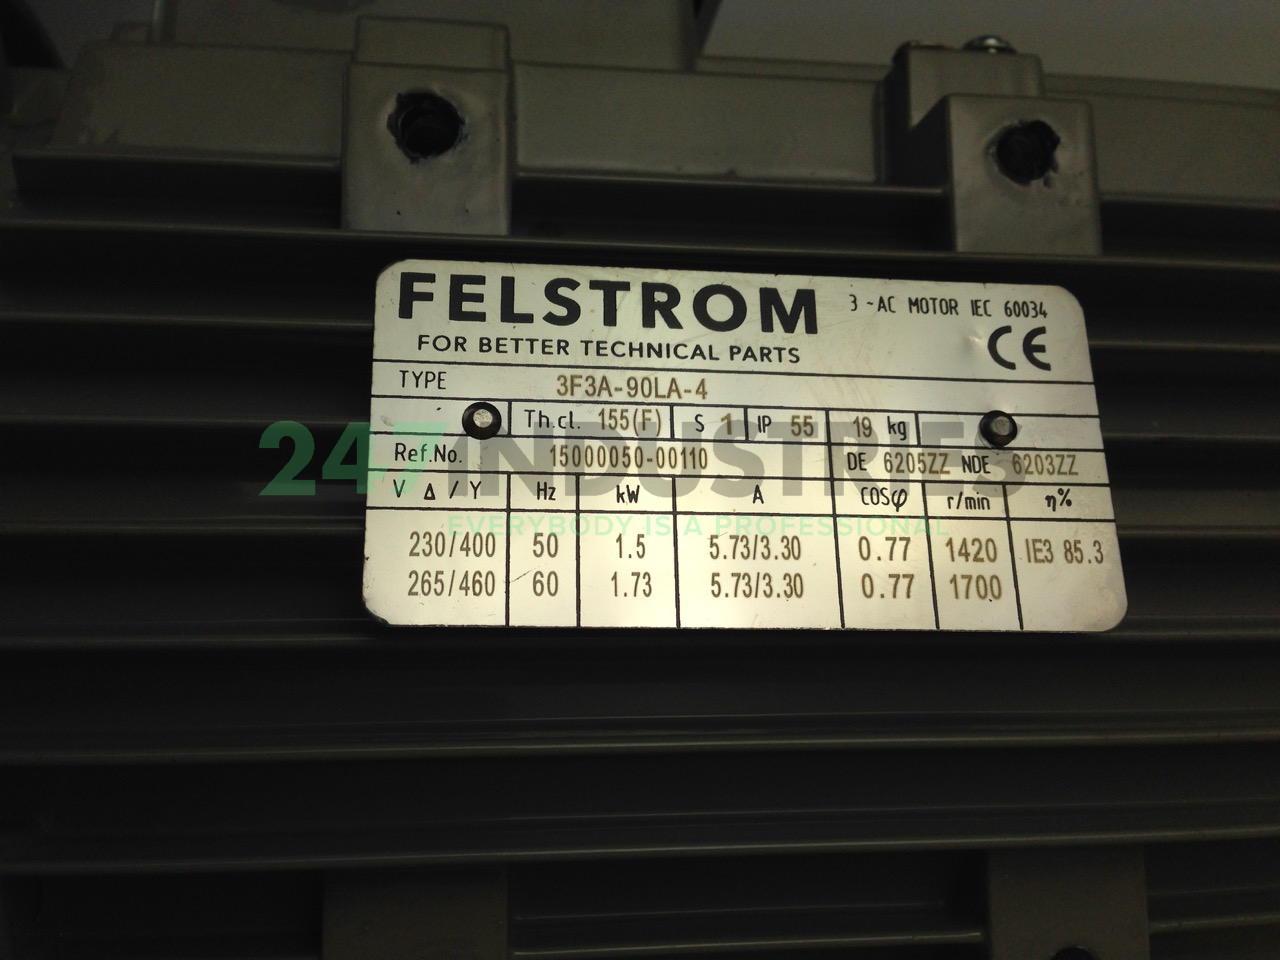 FELSTROM
3 ~AC MOTOR IEC 60034
FOR BETTER TECHNICAL PARTS
CE
TYPE 3F3A-90LA-4
Th.cl. 155(F) S 1 IP 55 19 kg
Ref.No. 15000050-00110 DE 6205ZZ NDE 6203ZZ
V Δ / Y Hz kW A COSφ r/min η%
230/400 50 1.5 5.73/3.30 0.77 1420 IE3 85.3
265/460 60 1.73 5.73/3.30 0.77 1700
247 INDUSTRIES
EVERYBODY IS A PROFESSIONAL